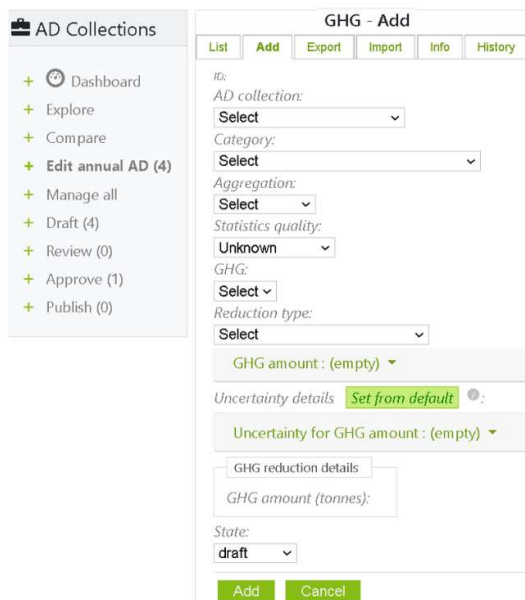 AD Collections
+ Dashboard
+ Explore
+ Compare
+ Edit annual AD (4)
+ Manage all
+ Draft (4)
+ Review (0)
+ Approve (1)
+ Publish (0)
GHG - Add
List Add Export Import Info History
ID:
AD collection:
Select
Category:
Select
Aggregation:
Select
Statistics quality:
Unknown
GHG:
Select
Reduction type:
Select
GHG amount : (empty)
Uncertainty details Set from default :
Uncertainty for GHG amount : (empty)
GHG reduction details
GHG amount (tonnes):
State:
draft
Add Cancel